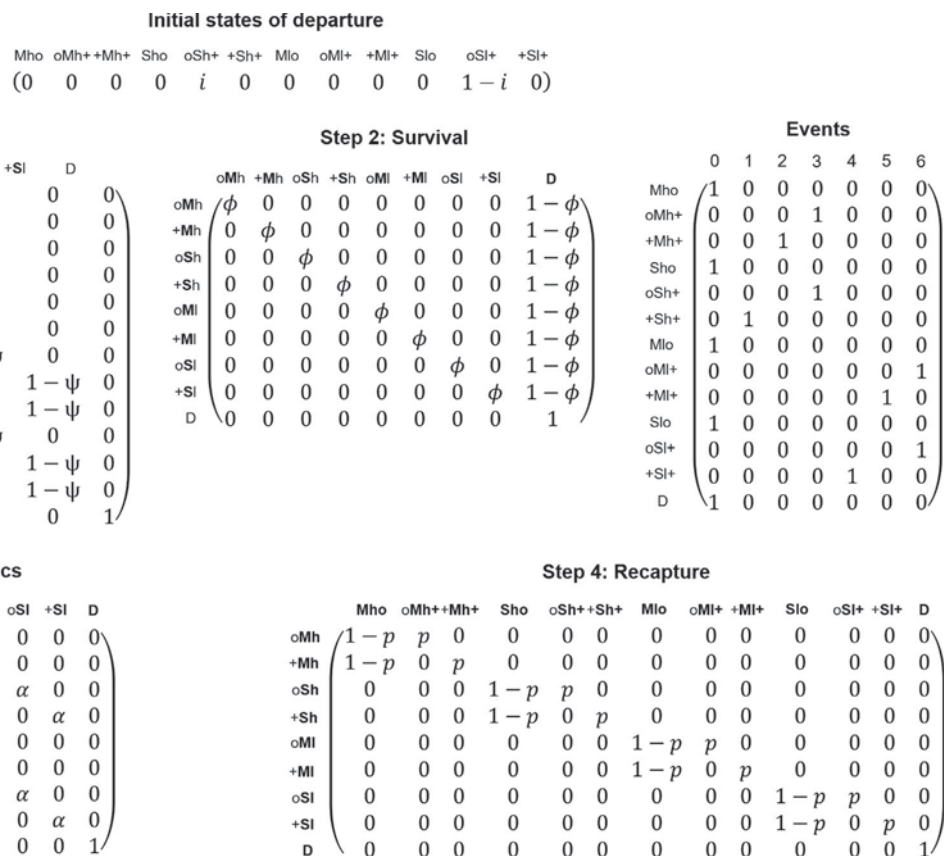 Initial states of departure
Mho oMh+ +Mh+ Sho oSh+ +Sh+ Mlo oMl+ +Ml+ Slo oSl+ +Sl+
(0 0 0 0 i 0 0 0 0 0 1 − i 0)
+Sl D
0 0
0 0
0 0
0 0
0 0
0 0
0 0
1 − ψ 0
1 − ψ 0
ψ 0 0
1 − ψ 0
1 − ψ 0
0 1
Step 2: Survival
oMh +Mh oSh +Sh oMl +Ml oSl +Sl D
oMh ϕ 0 0 0 0 0 0 0 1 − ϕ
+Mh 0 ϕ 0 0 0 0 0 0 1 − ϕ
oSh 0 0 ϕ 0 0 0 0 0 1 − ϕ
+Sh 0 0 0 ϕ 0 0 0 0 1 − ϕ
oMl 0 0 0 0 ϕ 0 0 0 1 − ϕ
+Ml 0 0 0 0 0 ϕ 0 0 1 − ϕ
oSl 0 0 0 0 0 0 ϕ 0 1 − ϕ
+Sl 0 0 0 0 0 0 0 ϕ 1 − ϕ
D 0 0 0 0 0 0 0 0 1
Events
0 1 2 3 4 5 6
Mho 1 0 0 0 0 0 0
oMh+ 0 0 0 1 0 0 0
+Mh+ 0 0 1 0 0 0 0
Sho 1 0 0 0 0 0 0
oSh+ 0 0 0 1 0 0 0
+Sh+ 0 1 0 0 0 0 0
Mlo 1 0 0 0 0 0 0
oMl+ 0 0 0 0 0 0 1
+Ml+ 0 0 0 0 0 1 0
Slo 1 0 0 0 0 0 0
oSl+ 0 0 0 0 0 0 1
+Sl+ 0 0 0 0 1 0 0
D 1 0 0 0 0 0 0
cs
oSl +Sl D
0 0 0
0 0 0
α 0 0
0 α 0
0 0 0
0 0 0
α 0 0
0 α 0
0 0 1
Step 4: Recapture
Mho oMh+ +Mh+ Sho oSh+ +Sh+ Mlo oMl+ +Ml+ Slo oSl+ +Sl+ D
oMh 1 − p p 0 0 0 0 0 0 0 0 0 0 0
+Mh 1 − p 0 p 0 0 0 0 0 0 0 0 0 0
oSh 0 0 0 1 − p p 0 0 0 0 0 0 0 0
+Sh 0 0 0 1 − p 0 p 0 0 0 0 0 0 0
oMl 0 0 0 0 0 0 1 − p p 0 0 0 0 0
+Ml 0 0 0 0 0 0 1 − p 0 p 0 0 0 0
oSl 0 0 0 0 0 0 0 0 0 1 − p p 0 0
+Sl 0 0 0 0 0 0 0 0 0 1 − p 0 p 0
D 0 0 0 0 0 0 0 0 0 0 0 0 1